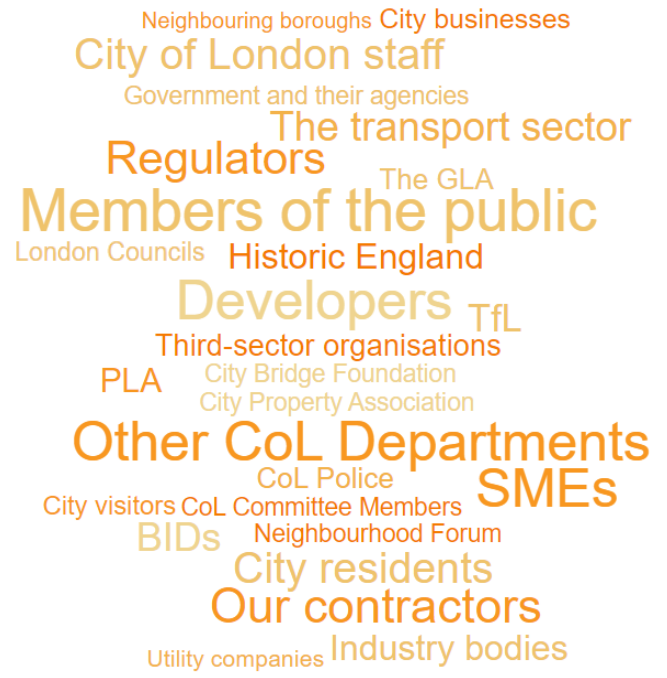 Neighbouring boroughs City businesses
City of London staff
Government and their agencies
The transport sector
Regulators
The GLA
Members of the public
London Councils Historic England
Developers TfL
Third-sector organisations
PLA City Bridge Foundation
City Property Association
Other CoL Departments
CoL Police SMEs
City visitors CoL Committee Members
BIDs Neighbourhood Forum
City residents
Our contractors
Utility companies Industry bodies